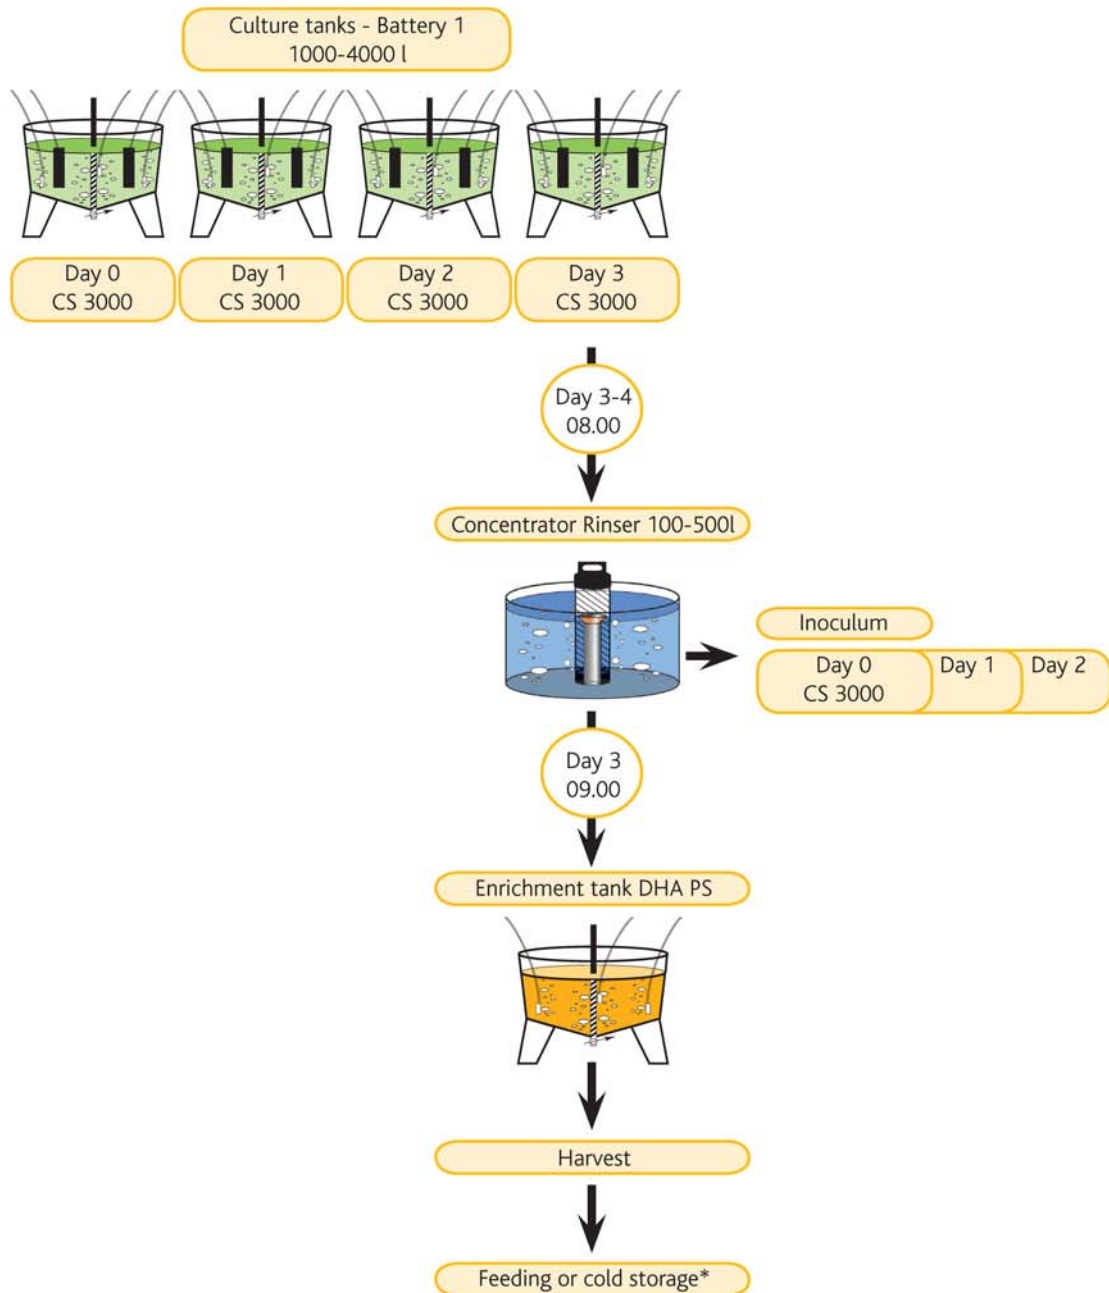 Culture tanks - Battery 1
1000-4000 l
Day 0
CS 3000
Day 1
CS 3000
Day 2
CS 3000
Day 3
CS 3000
Day 3-4
08.00
Concentrator Rinser 100-500l
Inoculum
Day 0
CS 3000
Day 1
Day 2
Day 3
09.00
Enrichment tank DHA PS
Harvest
Feeding or cold storage*